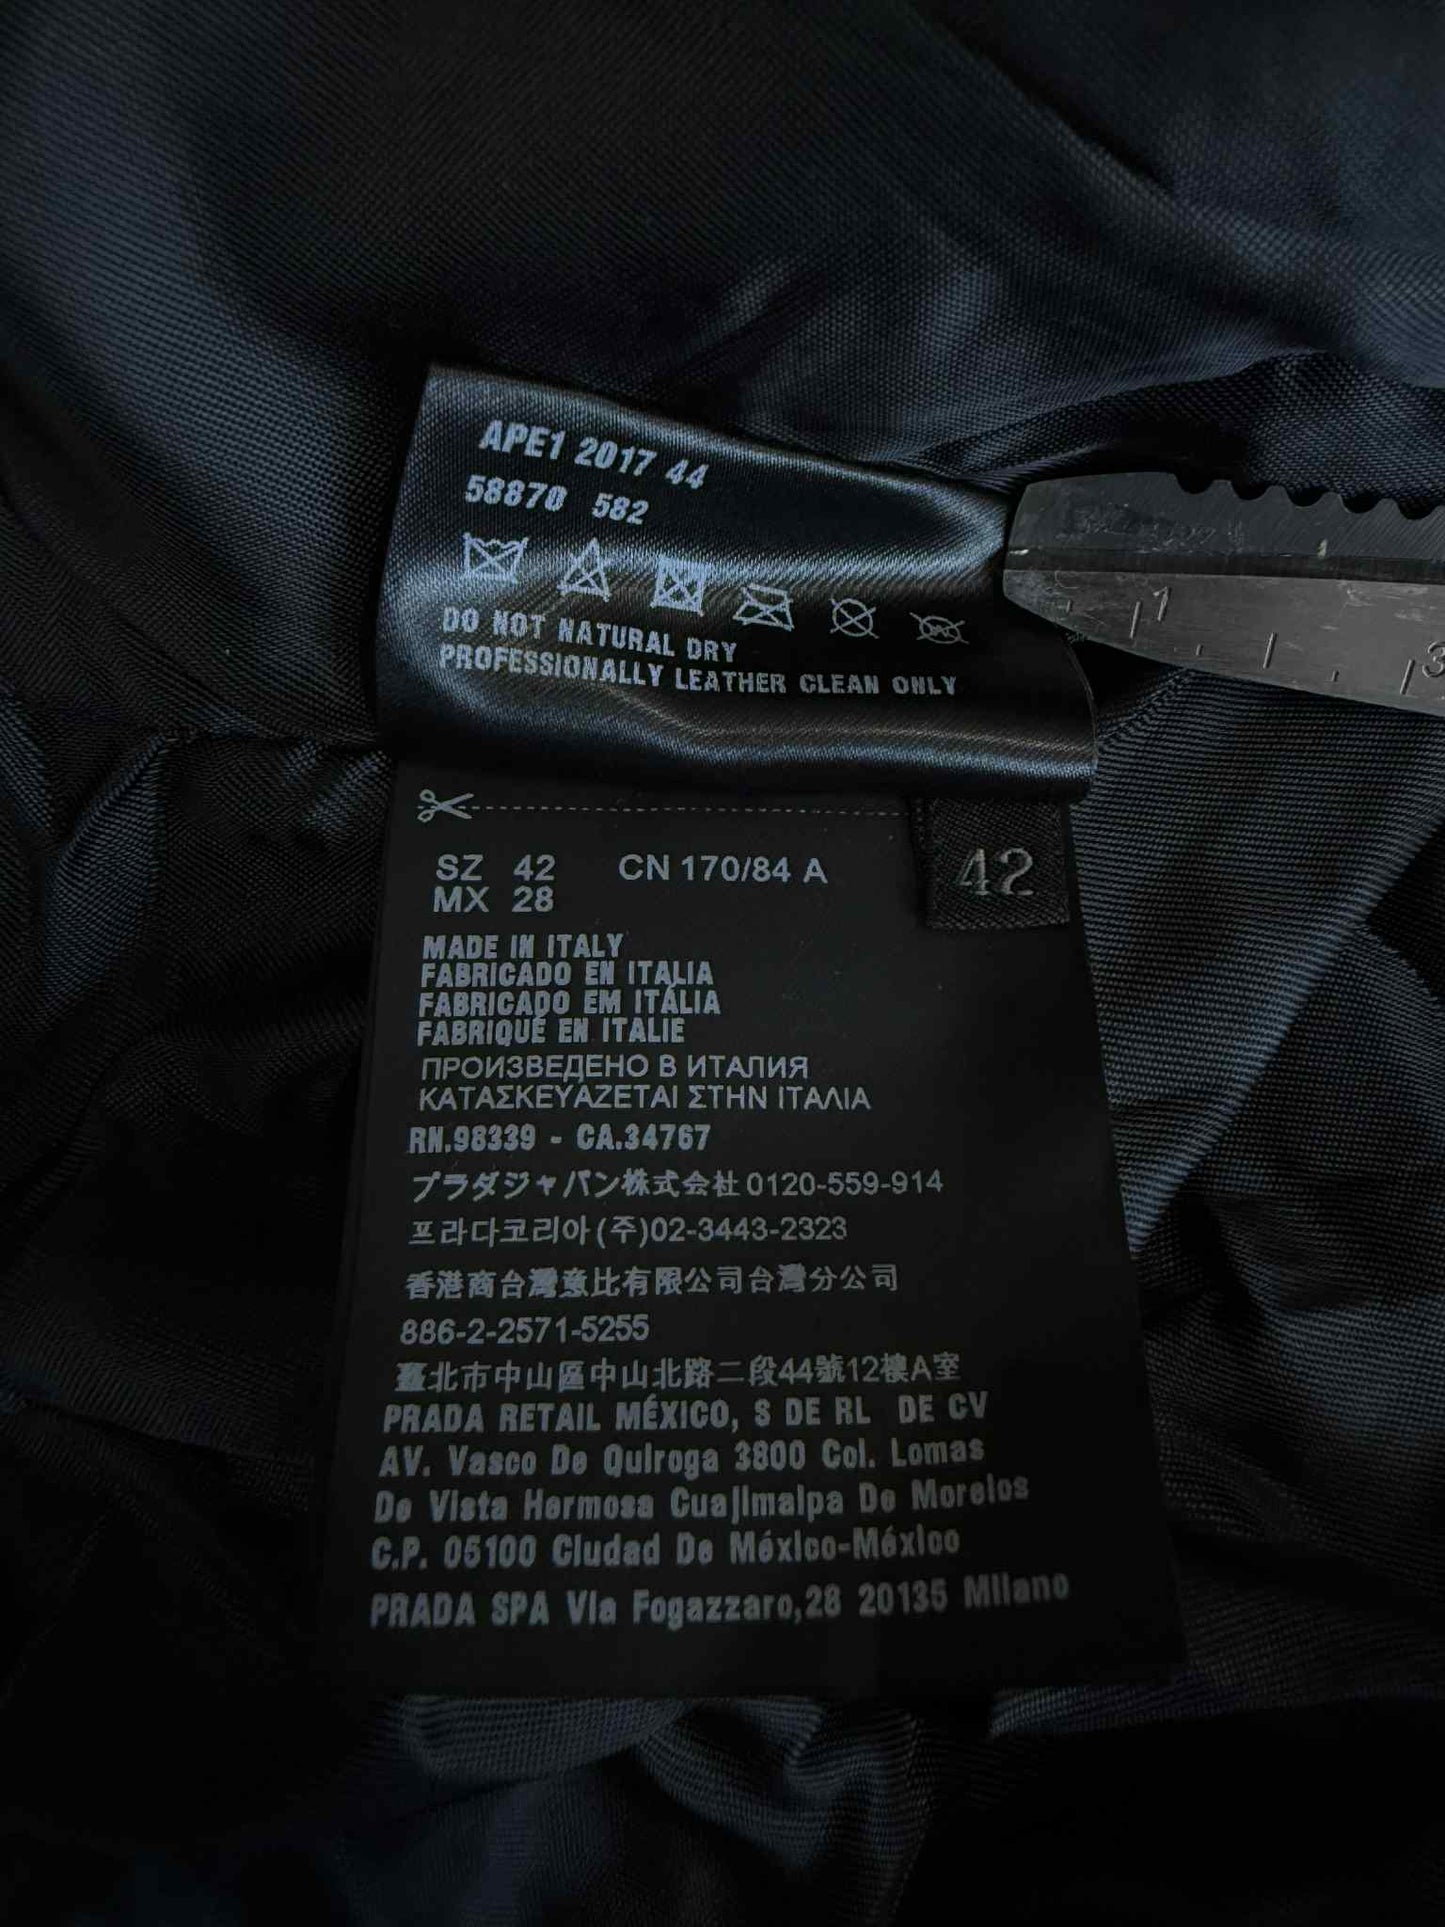 APE1 2017 44
58870 582
DO NOT NATURAL DRY
PROFESSIONALLY LEATHER CLEAN ONLY
SZ 42 CN 170/84 A
MX 28
42
MADE IN ITALY
FABRICADO EN ITALIA
FABRICADO EM ITÁLIA
FABRIQUÉ EN ITALIE
ПРОИЗВЕДЕНО В ИТАЛИЯ
ΚΑΤΑΣΚΕΥΑΖΕΤΑΙ ΣΤΗΝ ΙΤΑΛΙΑ
RN.98339 - CA.34767
プラダジャパン株式会社 0120-559-914
프라다코리아(주)02-3443-2323
香港商台灣意比有限公司台灣分公司
886-2-2571-5255
臺北市中山區中山北路二段44號12樓A室
PRADA RETAIL MÉXICO, S DE RL DE CV
AV. Vasco De Quiroga 3800 Col. Lomas
De Vista Hermosa Cuajimalpa De Morelos
C.P. 05100 Ciudad De México-México
PRADA SPA Via Fogazzaro,28 20135 Milano
1
3